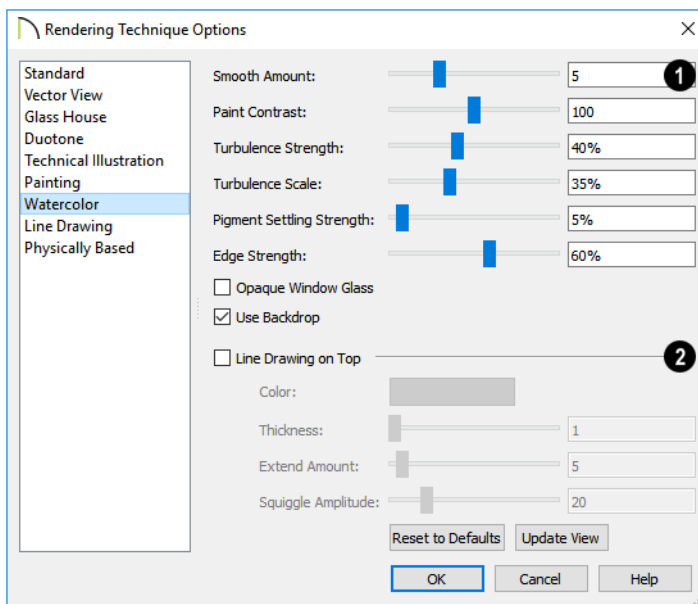 Rendering Technique Options
Standard
Vector View
Glass House
Duotone
Technical Illustration
Painting
Watercolor
Line Drawing
Physically Based
Smooth Amount: 5 1
Paint Contrast: 100
Turbulence Strength: 40%
Turbulence Scale: 35%
Pigment Settling Strength: 5%
Edge Strength: 60%
Opaque Window Glass
Use Backdrop
Line Drawing on Top 2
Color:
Thickness: 1
Extend Amount: 5
Squiggle Amplitude: 20
Reset to Defaults Update View
OK Cancel Help